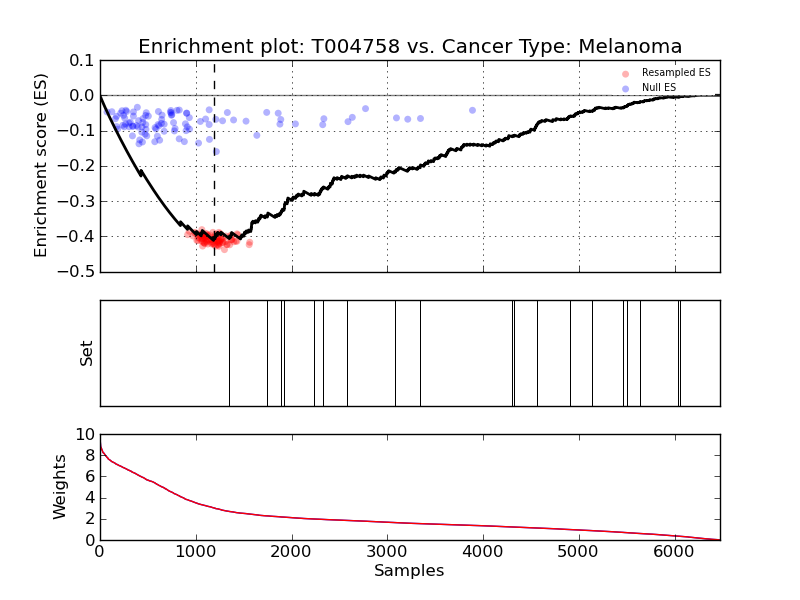 Enrichment plot: T004758 vs. Cancer Type: Melanoma
0.1
0.0
−0.1
−0.2
−0.3
−0.4
−0.5
Enrichment score (ES)
Resampled ES
Null ES
Set
10
8
6
4
2
0
Weights
0 1000 2000 3000 4000 5000 6000
Samples